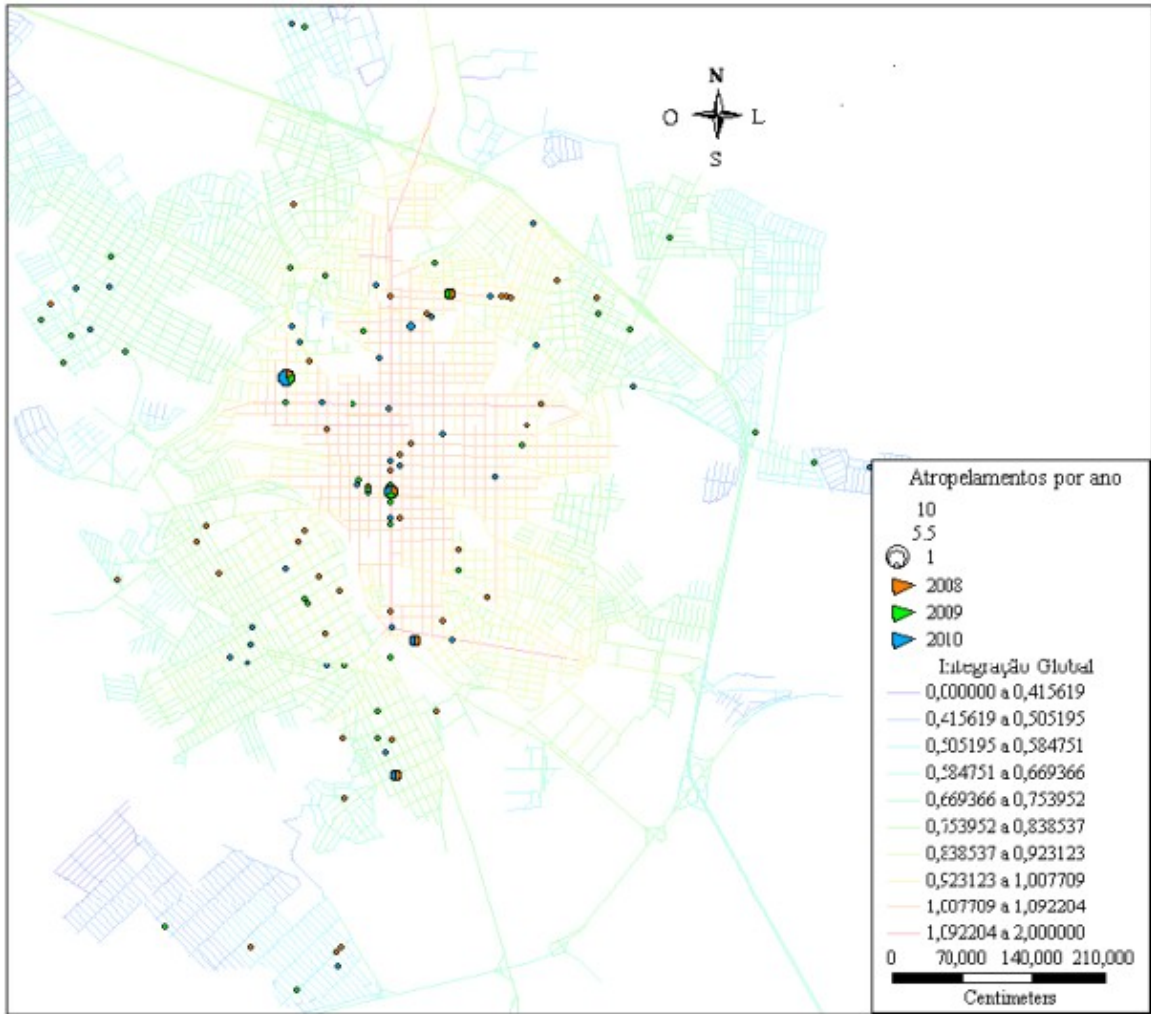 N
O L
S
Atropelamentos por ano
10
5.5
1
2008
2009
2010
Integração Global
0,000000 a 0,415619
0,415619 a 0,505195
0,505195 a 0,584751
0,584751 a 0,669366
0,669366 a 0,753952
0,753952 a 0,838537
0,838537 a 0,923123
0,923123 a 1,007709
1,007709 a 1,092204
1,092204 a 2,000000
0 70,000 140,000 210,000
Centimeters